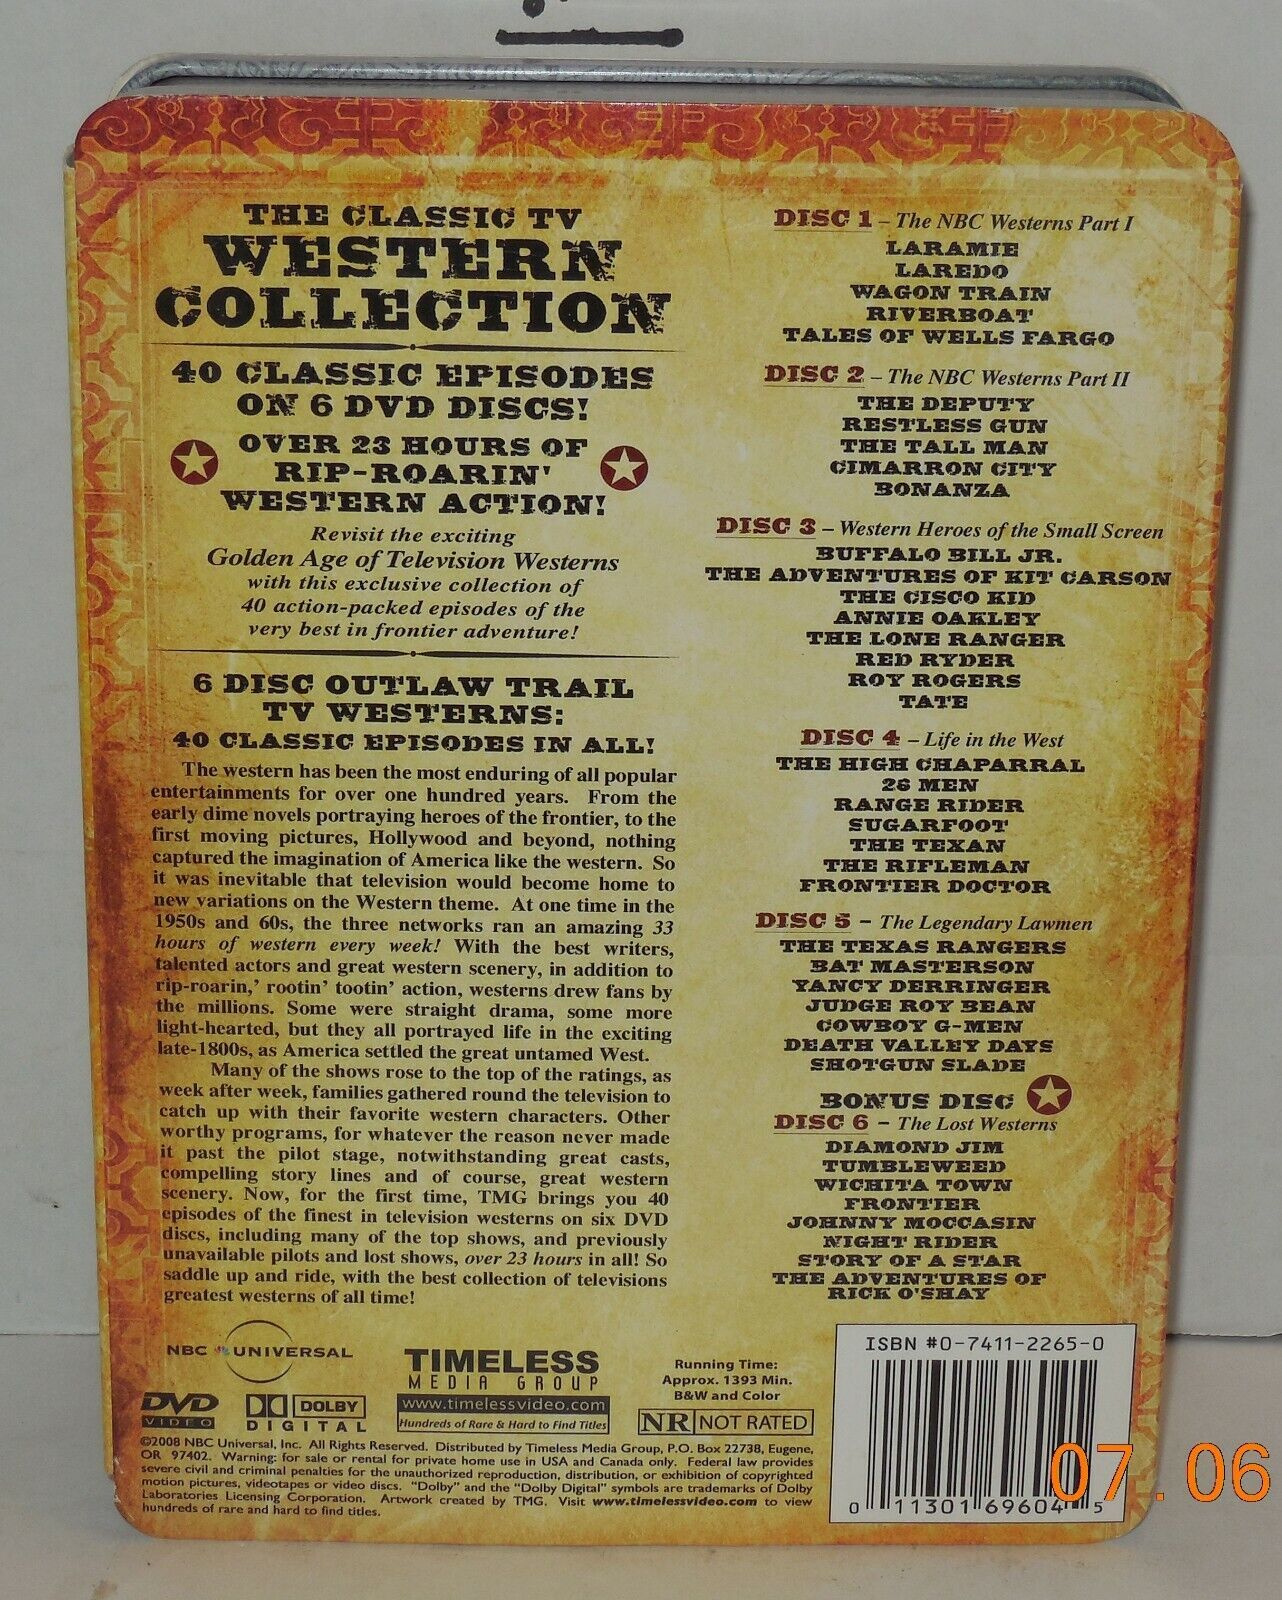 THE CLASSIC TV
WESTERN
COLLECTION
40 CLASSIC EPISODES
ON 6 DVD DISCS!
OVER 23 HOURS OF
RIP-ROARIN'
WESTERN ACTION!
Revisit the exciting
Golden Age of Television Westerns
with this exclusive collection of
40 action-packed episodes of the
very best in frontier adventure!
6 DISC OUTLAW TRAIL
TV WESTERNS:
40 CLASSIC EPISODES IN ALL!
The western has been the most enduring of all popular
entertainments for over one hundred years. From the
early dime novels portraying heroes of the frontier, to the
first moving pictures, Hollywood and beyond, nothing
captured the imagination of America like the western. So
it was inevitable that television would become home to
new variations on the Western theme. At one time in the
1950s and 60s, the three networks ran an amazing 33
hours of western every week! With the best writers,
talented actors and great western scenery, in addition to
rip-roarin,' rootin' tootin' action, westerns drew fans by
the millions. Some were straight drama, some more
light-hearted, but they all portrayed life in the exciting
late-1800s, as America settled the great untamed West.
Many of the shows rose to the top of the ratings, as
week after week, families gathered round the television to
catch up with their favorite western characters. Other
worthy programs, for whatever the reason never made
it past the pilot stage, notwithstanding great casts,
compelling story lines and of course, great western
scenery. Now, for the first time, TMG brings you 40
episodes of the finest in television westerns on six DVD
discs, including many of the top shows, and previously
unavailable pilots and lost shows, over 23 hours in all! So
saddle up and ride, with the best collection of televisions
greatest westerns of all time!
DISC 1 – The NBC Westerns Part I
LARAMIE
LAREDO
WAGON TRAIN
RIVERBOAT
TALES OF WELLS FARGO
DISC 2 – The NBC Westerns Part II
THE DEPUTY
RESTLESS GUN
THE TALL MAN
CIMARRON CITY
BONANZA
DISC 3 – Western Heroes of the Small Screen
BUFFALO BILL JR.
THE ADVENTURES OF KIT CARSON
THE CISCO KID
ANNIE OAKLEY
THE LONE RANGER
RED RYDER
ROY ROGERS
TATE
DISC 4 – Life in the West
THE HIGH CHAPARRAL
26 MEN
RANGE RIDER
SUGARFOOT
THE TEXAN
THE RIFLEMAN
FRONTIER DOCTOR
DISC 5 – The Legendary Lawmen
THE TEXAS RANGERS
BAT MASTERSON
YANCY DERRINGER
JUDGE ROY BEAN
COWBOY G-MEN
DEATH VALLEY DAYS
SHOTGUN SLADE
BONUS DISC
DISC 6 – The Lost Westerns
DIAMOND JIM
TUMBLEWEED
WICHITA TOWN
FRONTIER
JOHNNY MOCCASIN
NIGHT RIDER
STORY OF A STAR
THE ADVENTURES OF
RICK O'SHAY
NBC UNIVERSAL
TIMELESS
MEDIA GROUP
www.timelessvideo.com
Hundreds of Rare & Hard to Find Titles
Running Time:
Approx. 1393 Min.
B&W and Color
NR NOT RATED
DVD
VIDEO
DOLBY
DIGITAL
©2008 NBC Universal, Inc. All Rights Reserved. Distributed by Timeless Media Group, P.O. Box 22738, Eugene,
OR 97402. Warning: for sale or rental for private home use in USA and Canada only. Federal law provides
severe civil and criminal penalties for the unauthorized reproduction, distribution, or exhibition of copyrighted
motion pictures, videotapes or video discs. "Dolby" and the "Dolby Digital" symbols are trademarks of Dolby
Laboratories Licensing Corporation. Artwork created by TMG. Visit www.timelessvideo.com to view
hundreds of rare and hard to find titles.
ISBN #0-7411-2265-0
0 11301 69604 5
07.06